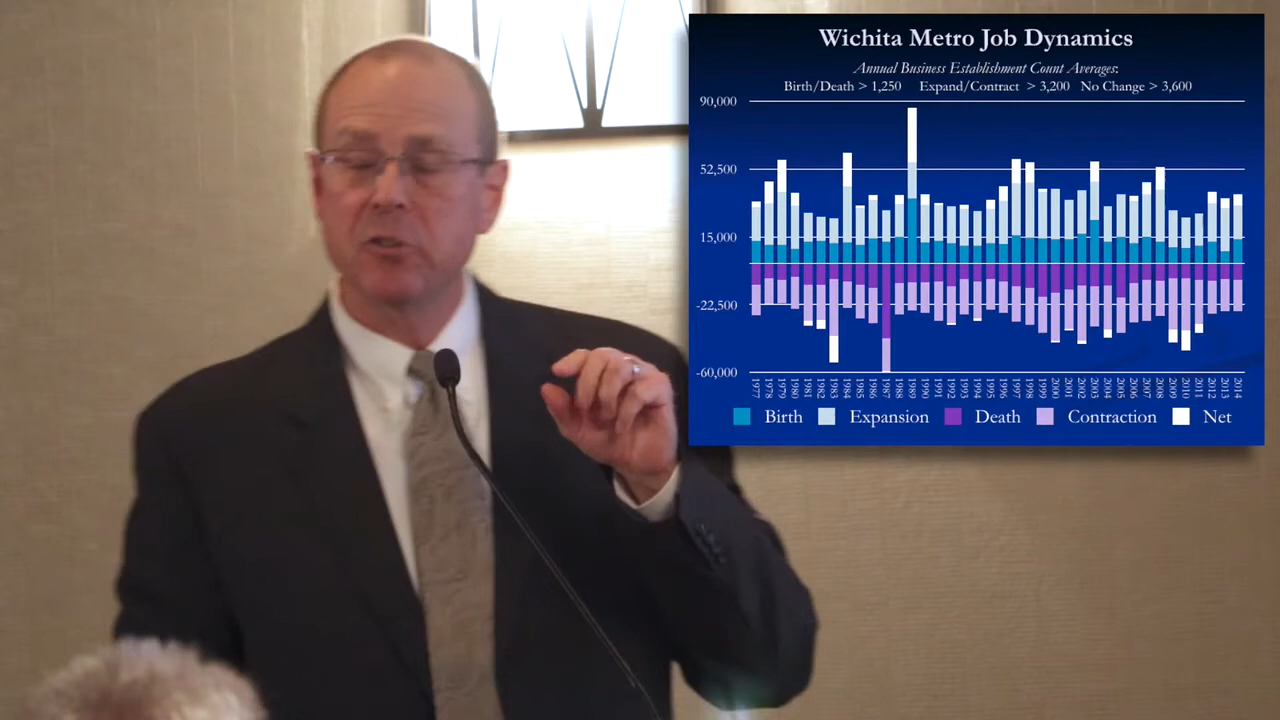 Wichita Metro Job Dynamics
Annual Business Establishment Count Averages:
Birth/Death > 1,250 Expand/Contract > 3,200 No Change > 3,600
90,000
52,500
15,000
-22,500
-60,000
1977 1978 1979 1980 1981 1982 1983 1984 1985 1986 1987 1988 1989 1990 1991 1992 1993 1994 1995 1996 1997 1998 1999 2000 2001 2002 2003 2004 2005 2006 2007 2008 2009 2010 2011 2012 2013 2014
Birth Expansion Death Contraction Net